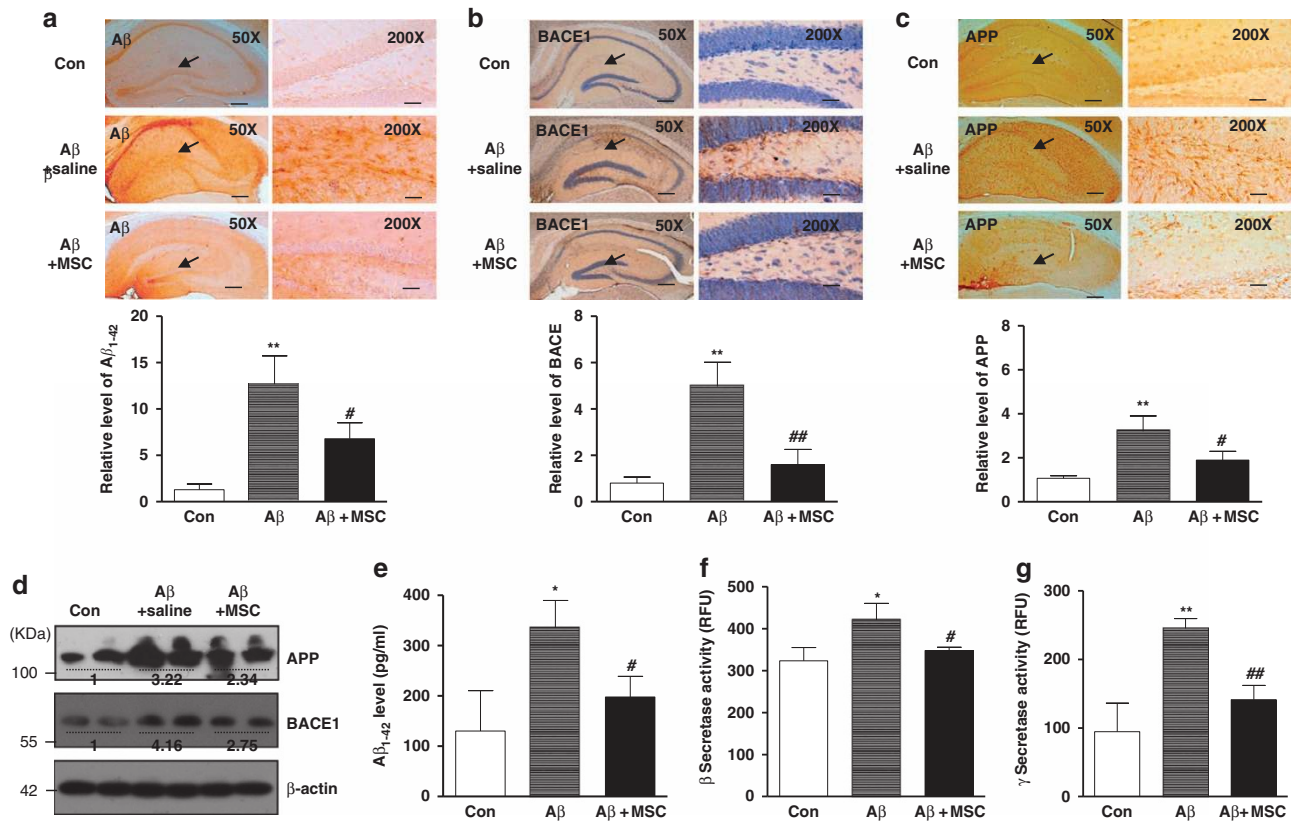 a
b
c
Con
Aβ
50X
200X
BACE1
50X
200X
Con
APP
50X
200X
Con
Aβ
+saline
β
Aβ
50X
200X
Aβ
+saline
BACE1
50X
200X
Aβ
+saline
APP
50X
200X
Aβ
+MSC
Aβ
50X
200X
Aβ
+MSC
BACE1
50X
200X
Aβ
+MSC
APP
50X
200X
Relative level of Aβ1-42
20
15
10
5
0
**
#
Con
Aβ
Aβ + MSC
Relative level of BACE
8
6
4
2
0
**
##
Con
Aβ
Aβ + MSC
Relative level of APP
8
6
4
2
0
**
#
Con
Aβ
Aβ + MSC
d
Con
Aβ
+saline
Aβ
+MSC
(KDa)
100
APP
1
3.22
2.34
BACE1
55
1
4.16
2.75
42
β-actin
e
Aβ1-42 level (pg/ml)
400
300
200
100
0
*
#
Con
Aβ
Aβ + MSC
f
β Secretase activity (RFU)
500
400
300
200
100
0
*
#
Con
Aβ
Aβ + MSC
g
γ Secretase activity (RFU)
300
200
100
0
**
##
Con
Aβ
Aβ+ MSC